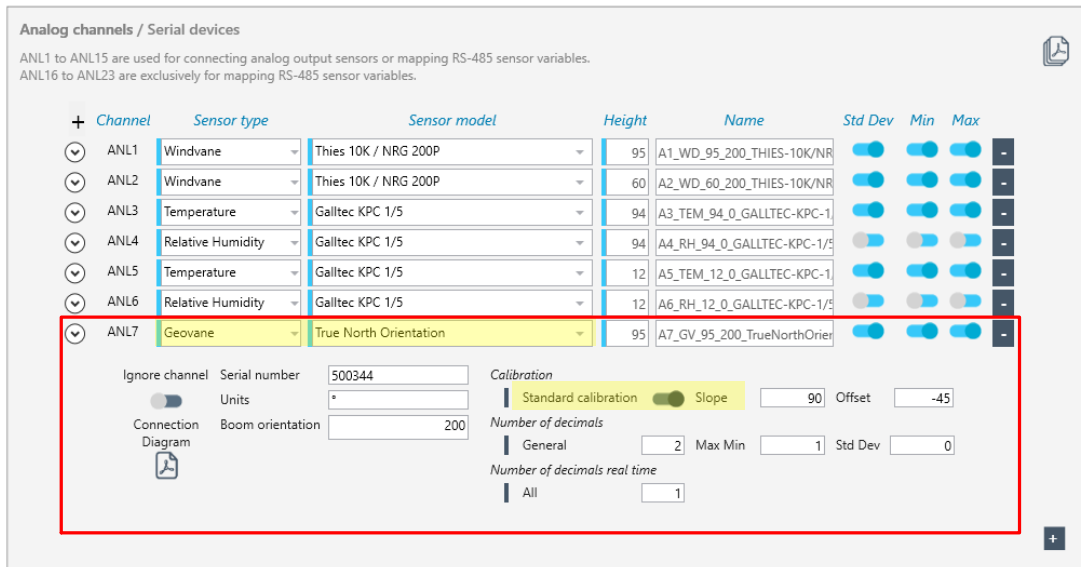 Analog channels / Serial devices
ANL1 to ANL15 are used for connecting analog output sensors or mapping RS-485 sensor variables.
ANL16 to ANL23 are exclusively for mapping RS-485 sensor variables.
+ Channel Sensor type Sensor model Height Name Std Dev Min Max
ANL1 Windvane Thies 10K / NRG 200P 95 A1_WD_95_200_THIES-10K/NR -
ANL2 Windvane Thies 10K / NRG 200P 60 A2_WD_60_200_THIES-10K/NR -
ANL3 Temperature Galltec KPC 1/5 94 A3_TEM_94_0_GALLTEC-KPC-1, -
ANL4 Relative Humidity Galltec KPC 1/5 94 A4_RH_94_0_GALLTEC-KPC-1/5 -
ANL5 Temperature Galltec KPC 1/5 12 A5_TEM_12_0_GALLTEC-KPC-1, -
ANL6 Relative Humidity Galltec KPC 1/5 12 A6_RH_12_0_GALLTEC-KPC-1/5 -
ANL7 Geovane True North Orientation 95 A7_GV_95_200_TrueNorthOrier -
Ignore channel Serial number 500344 Calibration
Units ° Standard calibration Slope 90 Offset -45
Connection Boom orientation 200 Number of decimals
Diagram General 2 Max Min 1 Std Dev 0
Number of decimals real time
All 1
+